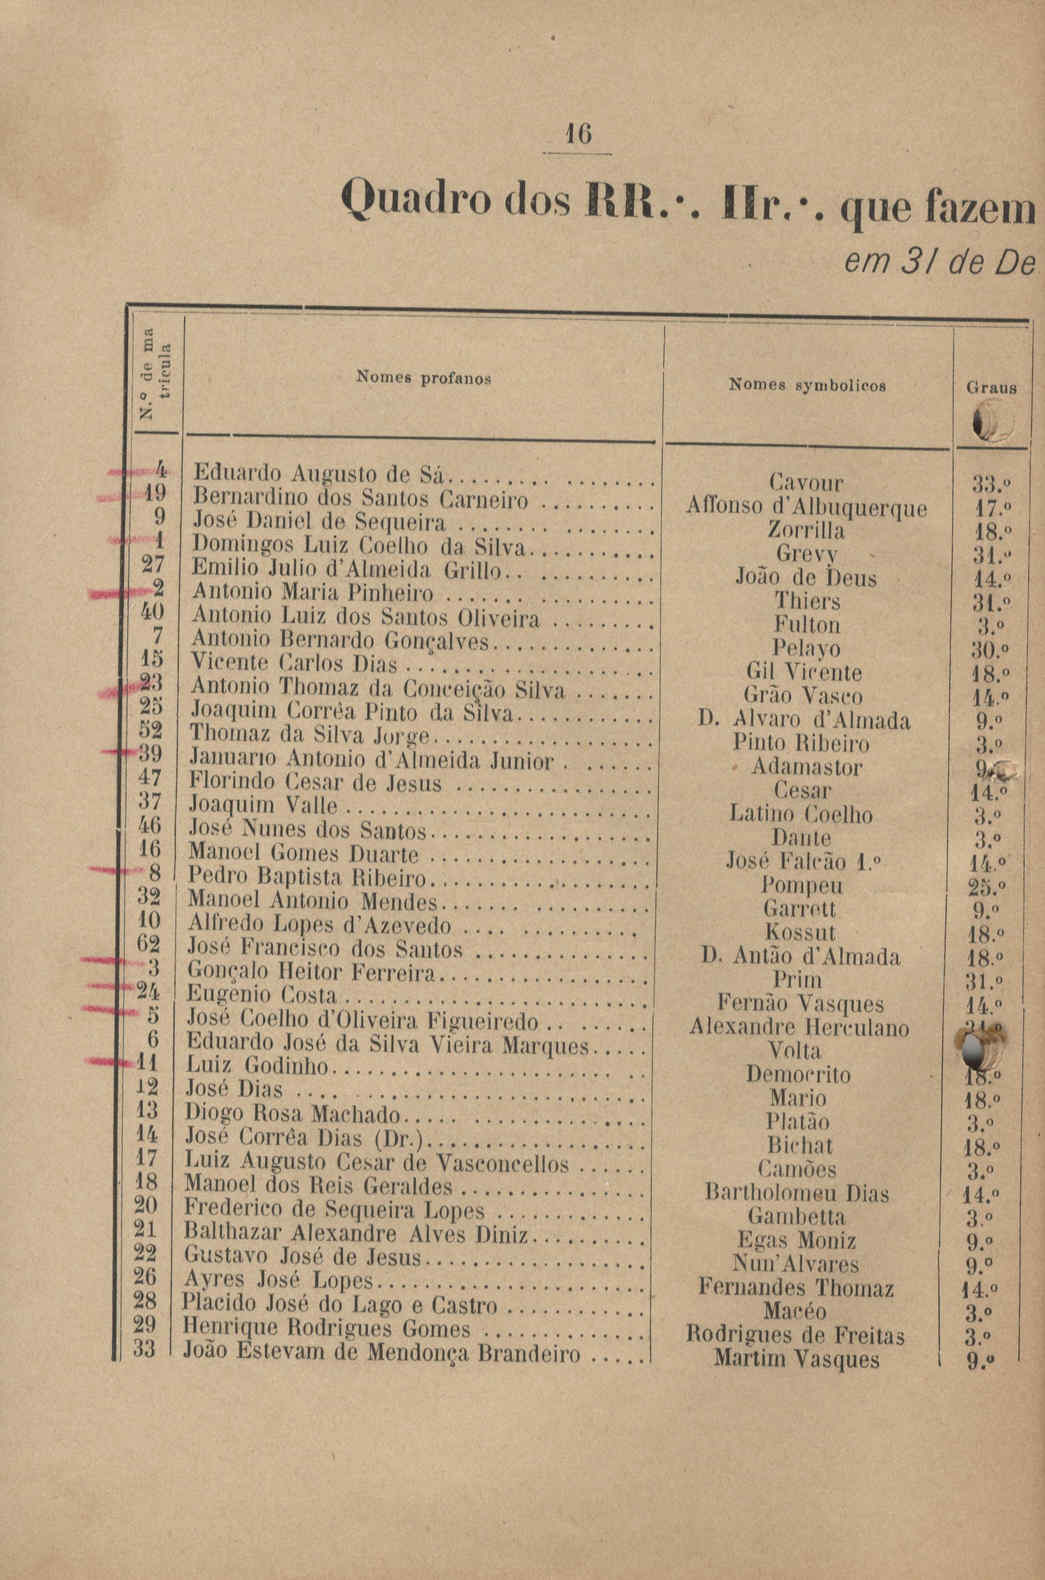 16
Quadro dos RR.·. IIr.·. que fazem
em 31 de De
N.º de ma
tricula
Nomes profanos
Nomes symbolicos
Graus
4 Eduardo Augusto de Sá.......... ........ Cavour 33.º
19 Bernardino dos Santos Carneiro .......... Affonso d'Albuquerque 17.º
9 José Daniel de Sequeira ........ ........ Zorrilla 18.º
1 Domingos Luiz Coelho da Silva........... Grevy 31.º
27 Emilio Julio d'Almeida Grillo.. .......... João de Deus 14.º
2 Antonio Maria Pinheiro ....... .......... Thiers 31.º
40 Antonio Luiz dos Santos Oliveira ......... Fulton 3.º
7 Antonio Bernardo Gonçalves.............. Pelayo 30.º
15 Vicente Carlos Dias ..................... Gil Vicente 18.º
23 Antonio Thomaz da Conceição Silva ....... Grão Vasco 14.º
25 Joaquim Corrêa Pinto da Silva............ D. Alvaro d'Almada 9.º
52 Thomaz da Silva Jorge................... Pinto Ribeiro 3.º
39 Januario Antonio d'Almeida Junior . ...... Adamastor 9
47 Florindo Cesar de Jesus ................. Cesar 14.º
37 Joaquim Valle .......................... Latino Coelho 3.º
46 José Nunes dos Santos................... Dante 3.º
16 Manoel Gomes Duarte ................... José Falcão 1.º 14.º
8 Pedro Baptista Ribeiro................... Pompeu 25.º
32 Manoel Antonio Mendes....... .......... Garrett 9.º
10 Alfredo Lopes d'Azevedo .... .......... Kossut 18.º
62 José Francisco dos Santos ............... D. Antão d'Almada 18.º
3 Gonçalo Heitor Ferreira.................. Prim 31.º
24 Eugenio Costa .......................... Fernão Vasques 14.º
5 José Coelho d'Oliveira Figueiredo .. ...... Alexandre Herculano
6 Eduardo José da Silva Vieira Marques..... Volta
11 Luiz Godinho........................ .. Democrito 18.º
12 José Dias .... ........................ Mario 18.º
13 Diogo Rosa Machado..... ............... Platão 3.º
14 José Corrêa Dias (Dr.)................... Bichat 18.º
17 Luiz Augusto Cesar de Vasconcellos ...... Camões 3.º
18 Manoel dos Reis Geraldes ................ Bartholomeu Dias 14.º
20 Frederico de Sequeira Lopes ............. Gambetta 3.º
21 Balthazar Alexandre Alves Diniz.......... Egas Moniz 9.º
22 Gustavo José de Jesus................... Nun'Alvares 9.º
26 Ayres José Lopes....................... Fernandes Thomaz 14.º
28 Placido José do Lago e Castro ............ Macéo 3.º
29 Henrique Rodrigues Gomes .............. Rodrigues de Freitas 3.º
33 João Estevam de Mendonça Brandeiro ..... Martim Vasques 9.º